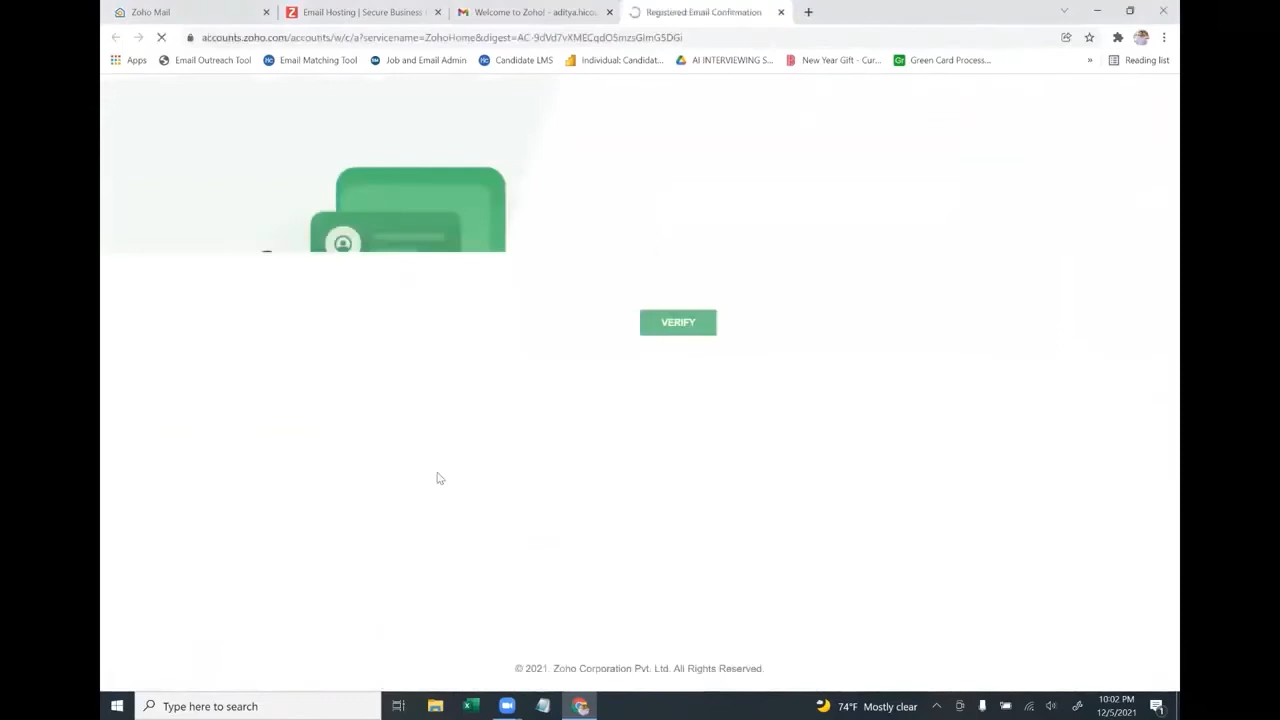 Zoho Mail
Email Hosting | Secure Business
Welcome to Zoho! - aditya.hicou
Registered Email Confirmation
accounts.zoho.com/accounts/w/c/a?servicename=ZohoHome&digest=AC-9dVd7vXMECqdO5mzsGImG5DGi
Apps
Email Outreach Tool
Email Matching Tool
Job and Email Admin
Candidate LMS
Individual: Candidat...
AI INTERVIEWING S...
New Year Gift - Cur...
Green Card Process...
»
Reading list
VERIFY
© 2021, Zoho Corporation Pvt. Ltd. All Rights Reserved.
Type here to search
74°F Mostly clear
10:02 PM
12/5/2021